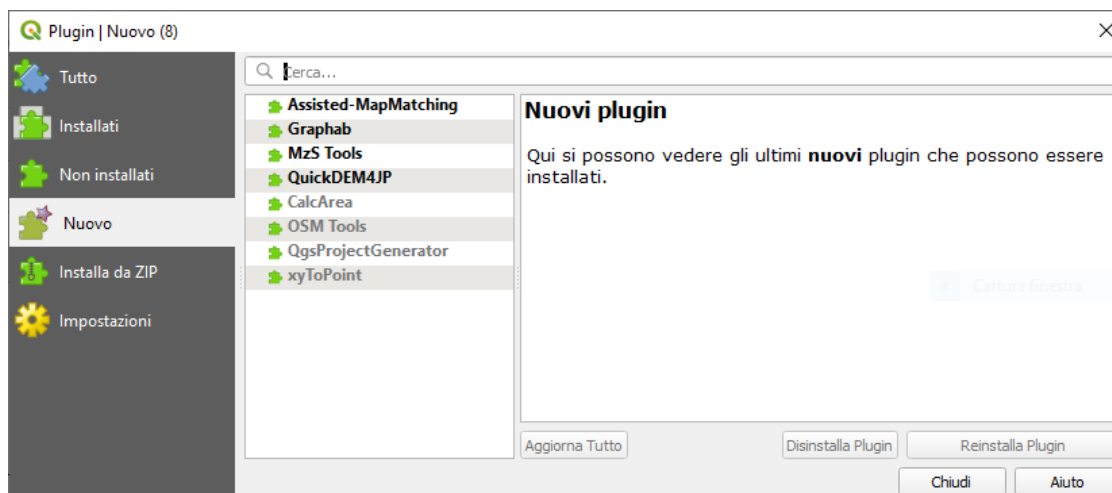 Plugin | Nuovo (8)
Tutto
Installati
Non installati
Nuovo
Installa da ZIP
Impostazioni
Cerca...
Assisted-MapMatching
Graphab
MzS Tools
QuickDEM4JP
CalcArea
OSM Tools
QgsProjectGenerator
xyToPoint
Nuovi plugin
Qui si possono vedere gli ultimi nuovi plugin che possono essere
installati.
Cattura finestra
Aggiorna Tutto
Disinstalla Plugin
Reinstalla Plugin
Chiudi
Aiuto